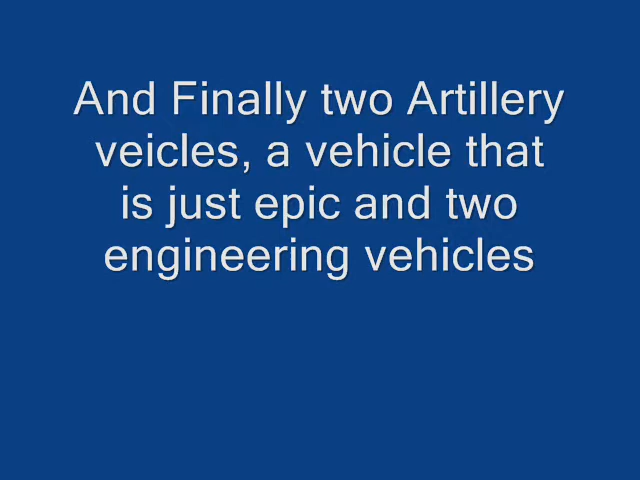 And Finally two Artillery
veicles, a vehicle that
is just epic and two
engineering vehicles